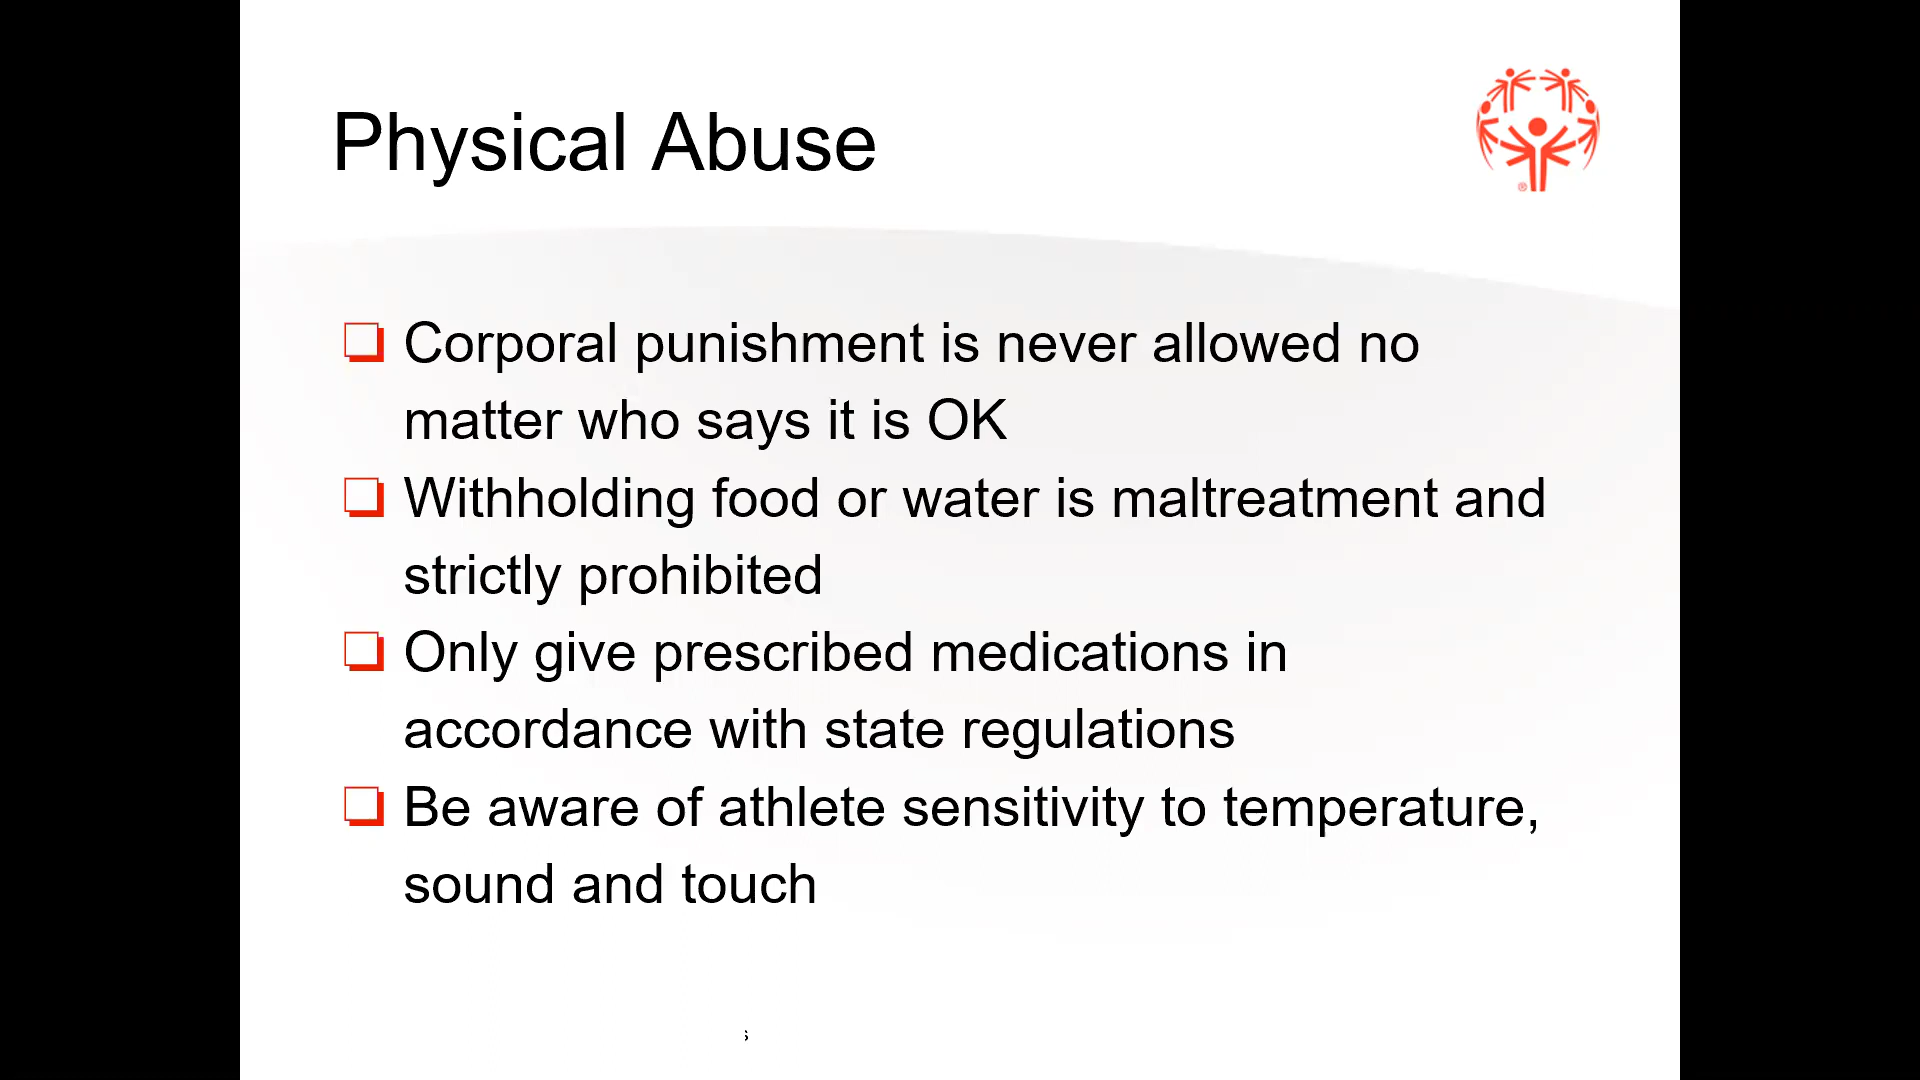 Physical Abuse
®
Corporal punishment is never allowed no
matter who says it is OK
Withholding food or water is maltreatment and
strictly prohibited
Only give prescribed medications in
accordance with state regulations
Be aware of athlete sensitivity to temperature,
sound and touch